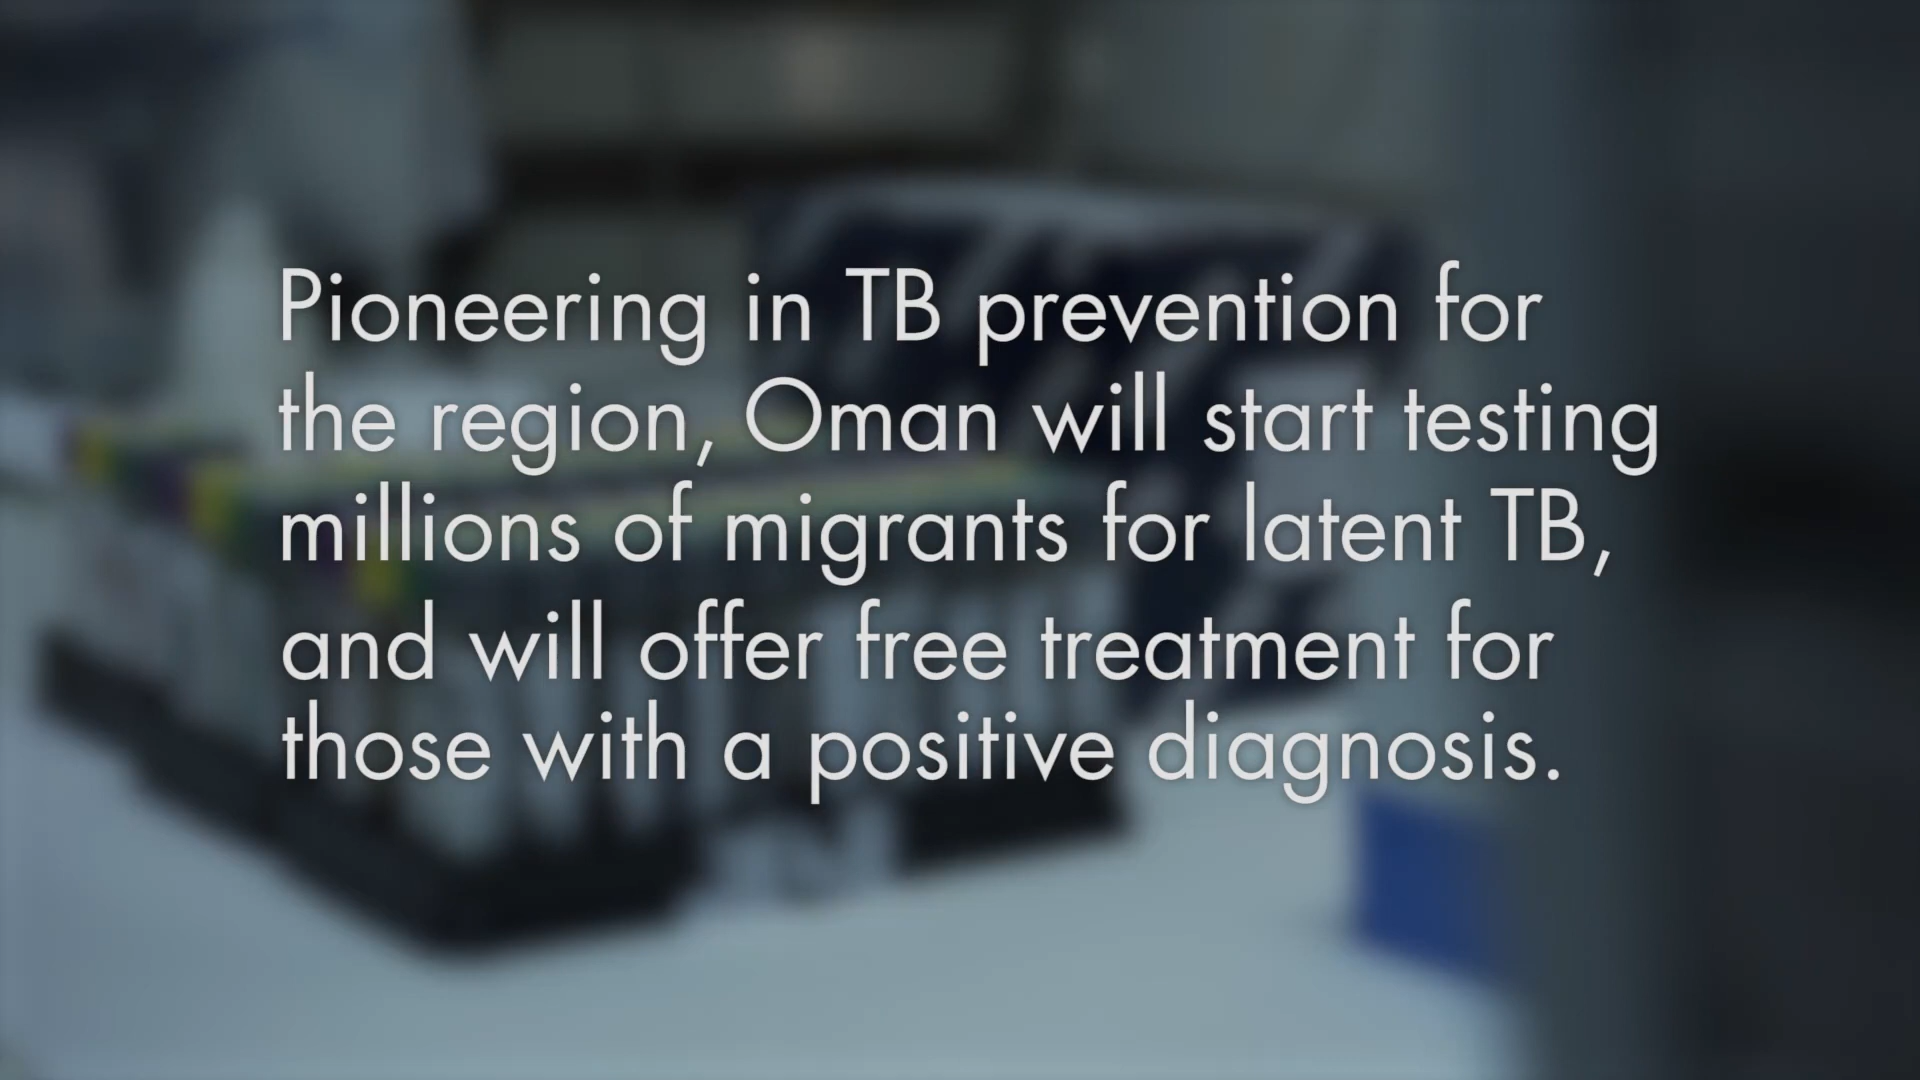 Pioneering in TB prevention for
the region, Oman will start testing
millions of migrants for latent TB,
and will offer free treatment for
those with a positive diagnosis.